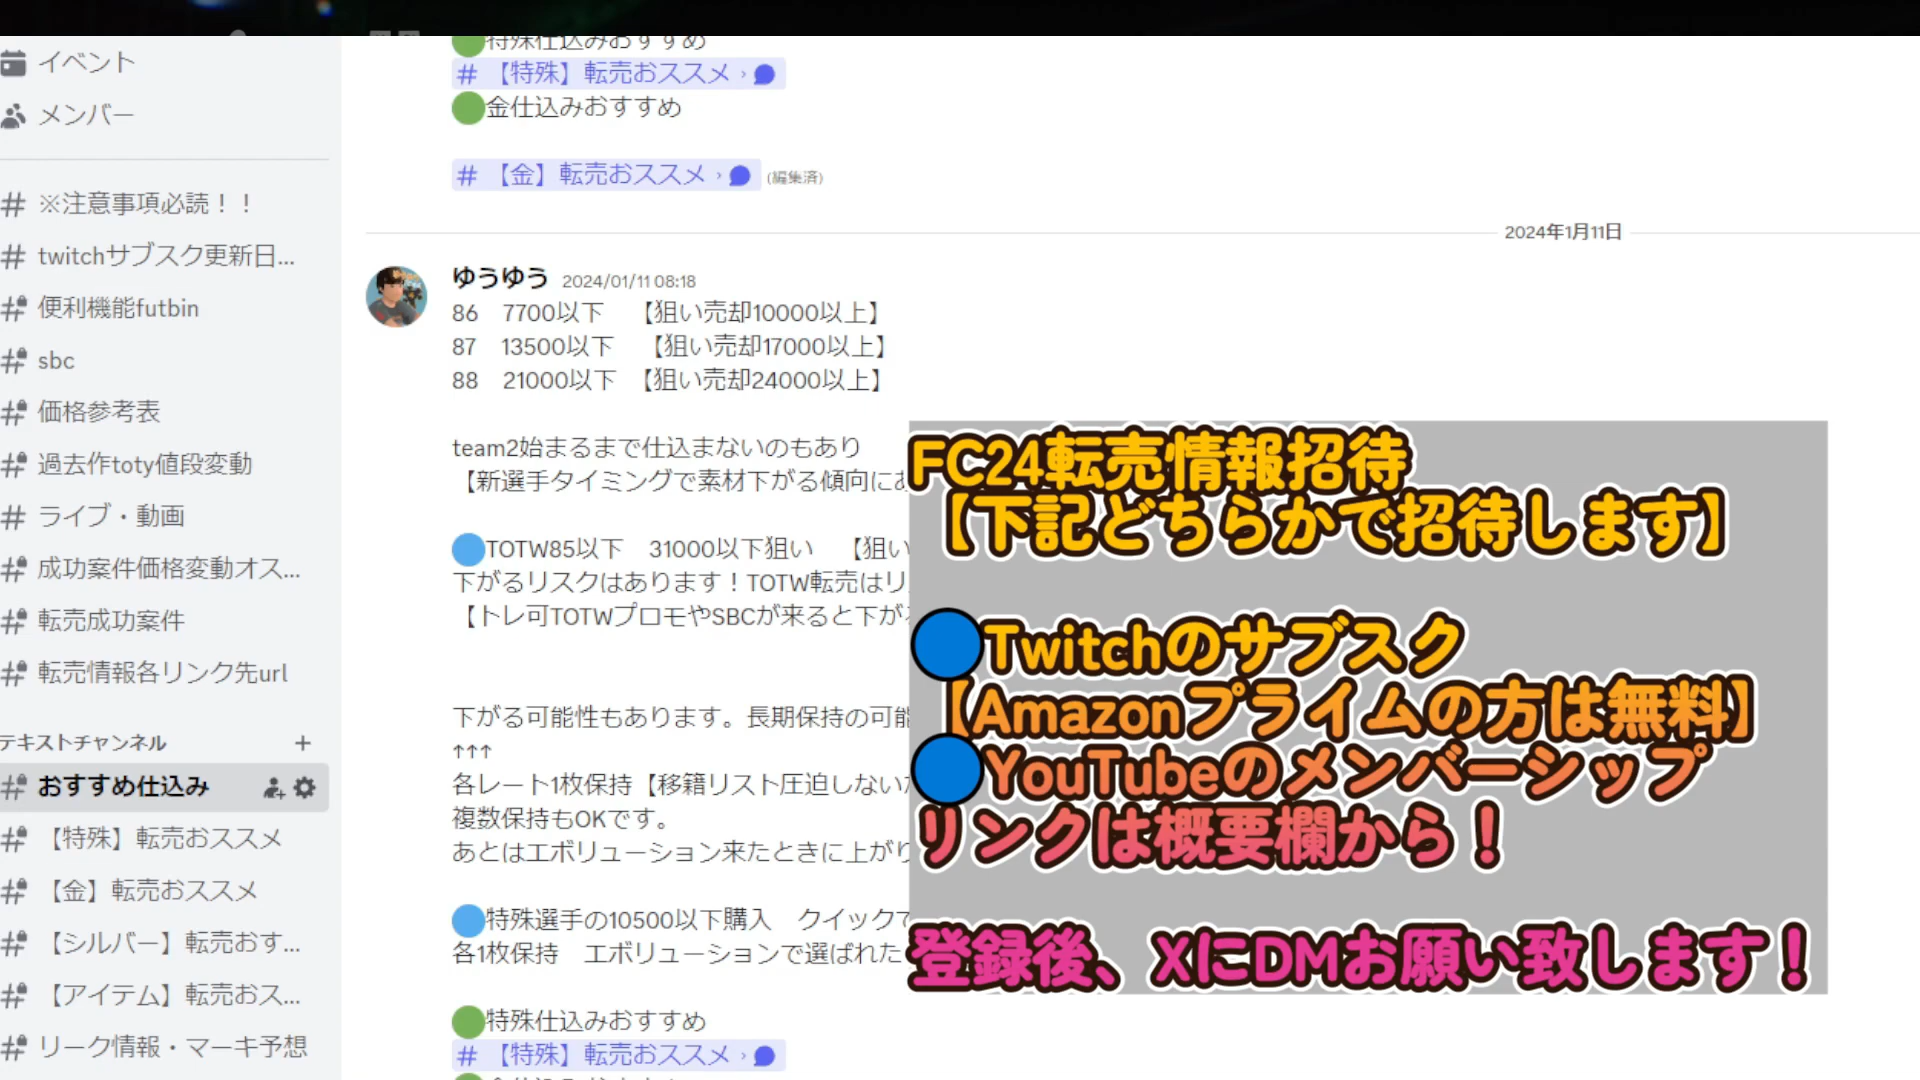 イベント
メンバー
※注意事項必読！！
twitchサブスク更新日...
便利機能futbin
sbc
価格参考表
過去作toty値段変動
ライブ・動画
成功案件価格変動オス...
転売成功案件
転売情報各リンク先url
テキストチャンネル
おすすめ仕込み
【特殊】転売おススメ
【金】転売おススメ
【シルバー】転売おす...
【アイテム】転売おス...
リーク情報・マーキ予想
特殊仕込みおすすめ
# 【特殊】転売おススメ ›
金仕込みおすすめ
# 【金】転売おススメ › (編集済)
2024年1月11日
ゆうゆう 2024/01/11 08:18
86 7700以下 【狙い売却10000以上】
87 13500以下 【狙い売却17000以上】
88 21000以下 【狙い売却24000以上】
team2始まるまで仕込まないのもあり
【新選手タイミングで素材下がる傾向に
TOTW85以下 31000以下狙い 【狙い
下がるリスクはあります！TOTW転売はリ
【トレ可TOTWプロモやSBCが来ると下が
下がる可能性もあります。長期保持の可能
↑↑↑
各レート1枚保持【移籍リスト圧迫しない
複数保持もOKです。
あとはエボリューション来たときに上がり
特殊選手の10500以下購入 クイックで
各1枚保持 エボリューションで選ばれた
特殊仕込みおすすめ
# 【特殊】転売おススメ ›
FC24転売情報招待
【下記どちらかで招待します】
Twitchのサブスク
【Amazonプライムの方は無料】
YouTubeのメンバーシップ
リンクは概要欄から！
登録後、XにDMお願い致します！